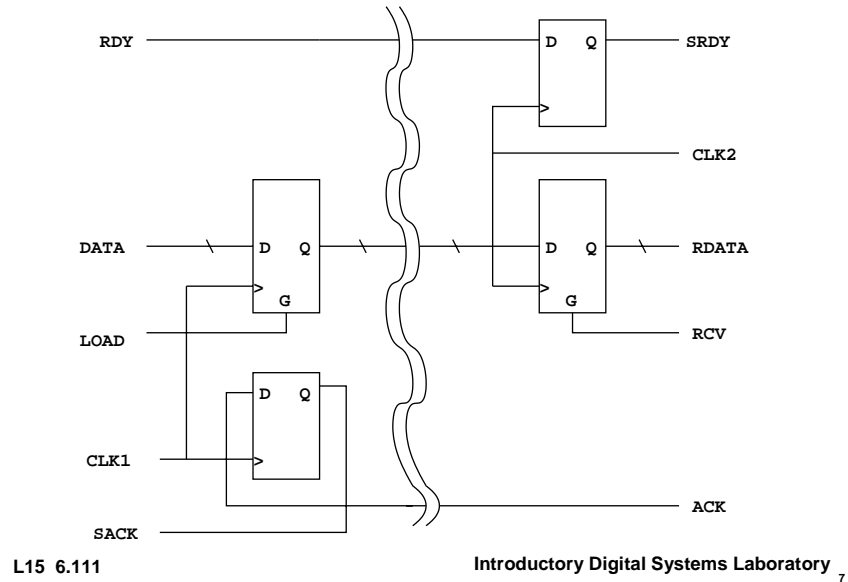 RDY D Q SRDY
>
CLK2
DATA D Q D Q RDATA
> >
G G
LOAD RCV
D Q
CLK1 >
ACK
SACK
L15 6.111 Introductory Digital Systems Laboratory 7